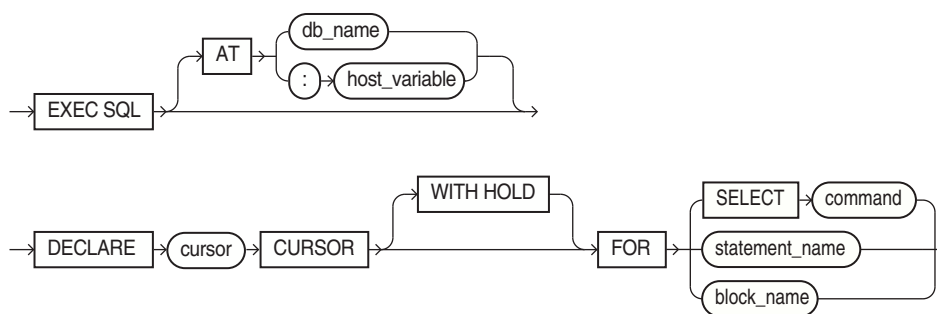 AT db_name
: host_variable
EXEC SQL
WITH HOLD
SELECT command
DECLARE cursor CURSOR FOR statement_name
block_name